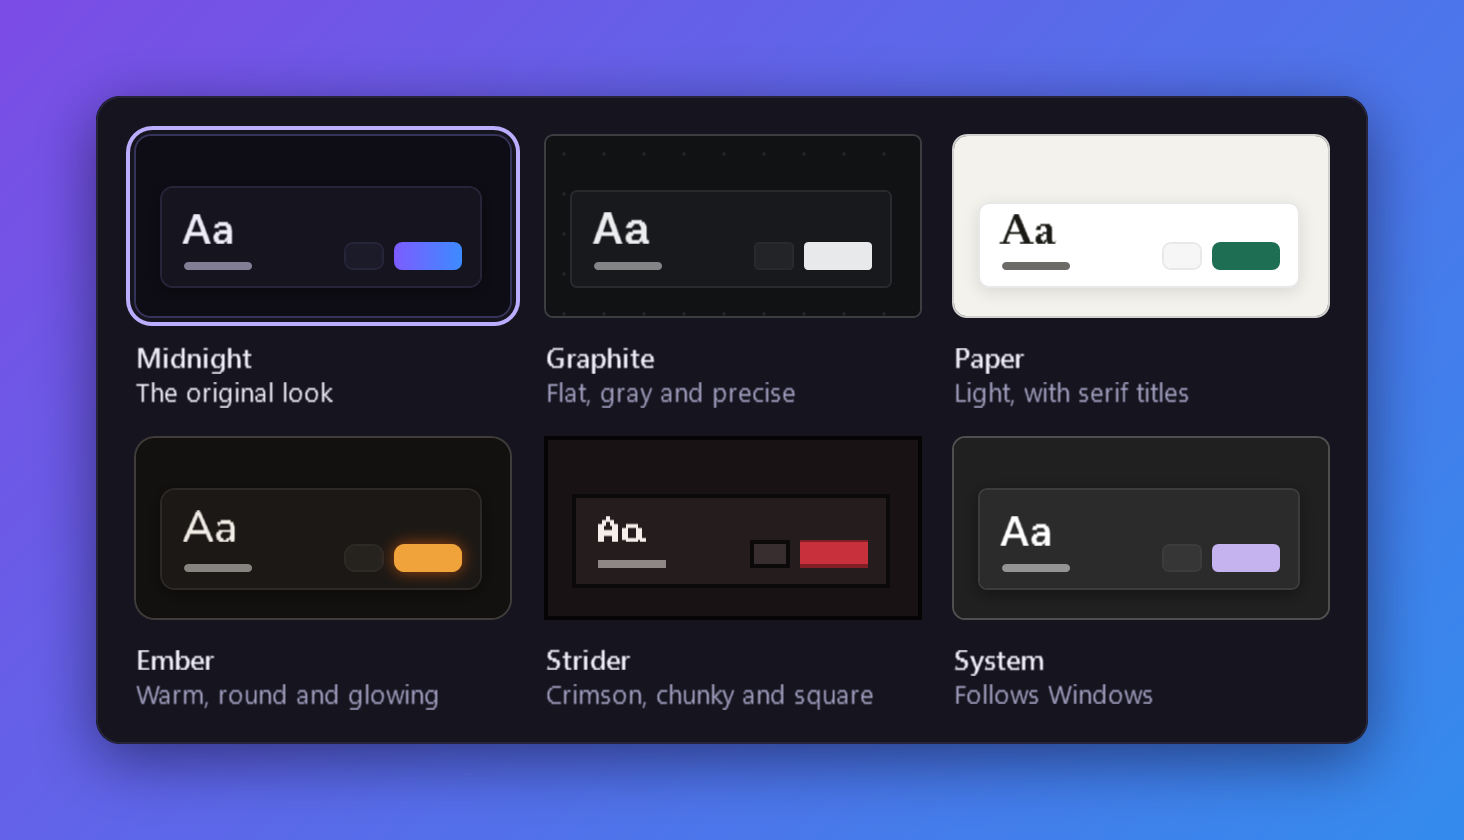 Aa
Aa
Aa
Midnight
The original look
Graphite
Flat, gray and precise
Paper
Light, with serif titles
Aa
Aa
Aa
Ember
Warm, round and glowing
Strider
Crimson, chunky and square
System
Follows Windows